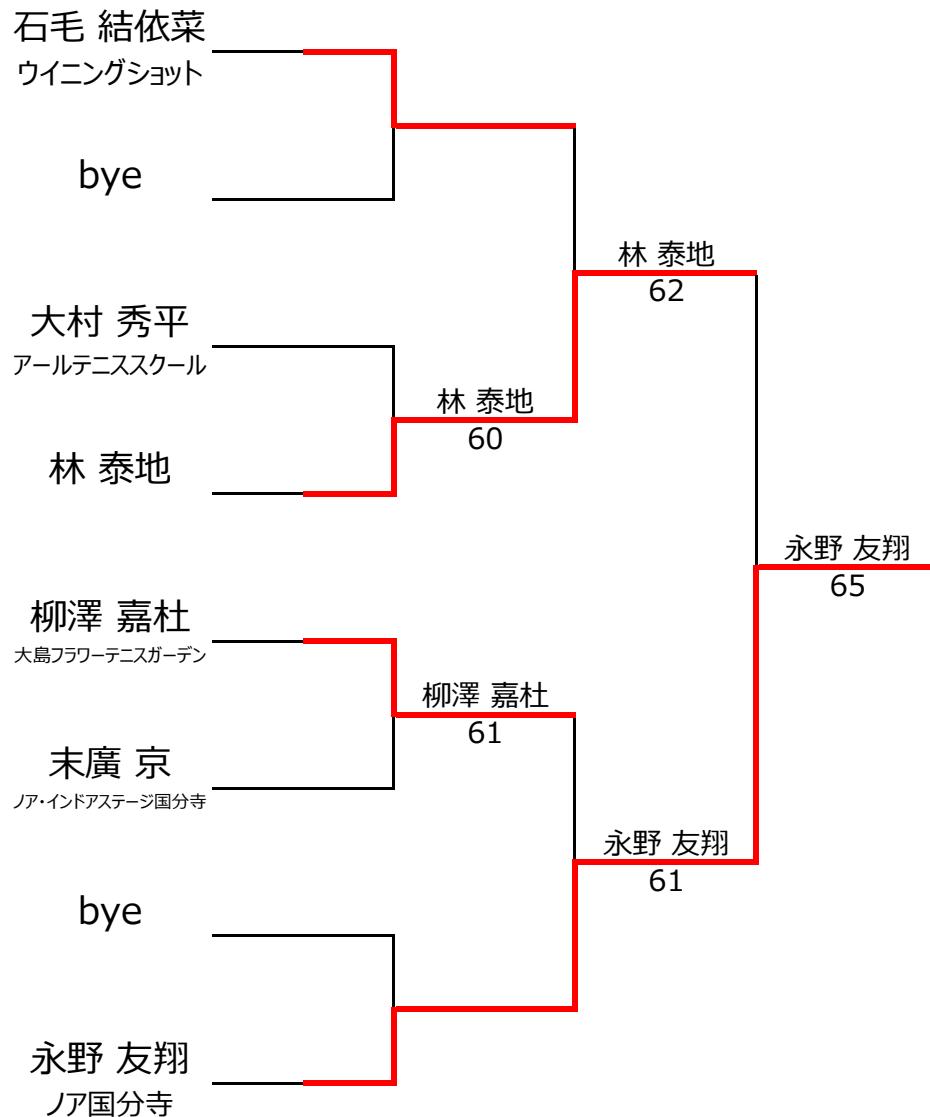 石毛 結依菜
ウイニングショット
bye
大村 秀平
アールテニススクール
林 泰地
柳澤 嘉杜
大島フラワーテニスガーデン
末廣 京
ノア・インドアステージ国分寺
bye
永野 友翔
ノア国分寺
林 泰地
60
柳澤 嘉杜
61
林 泰地
62
永野 友翔
61
永野 友翔
65